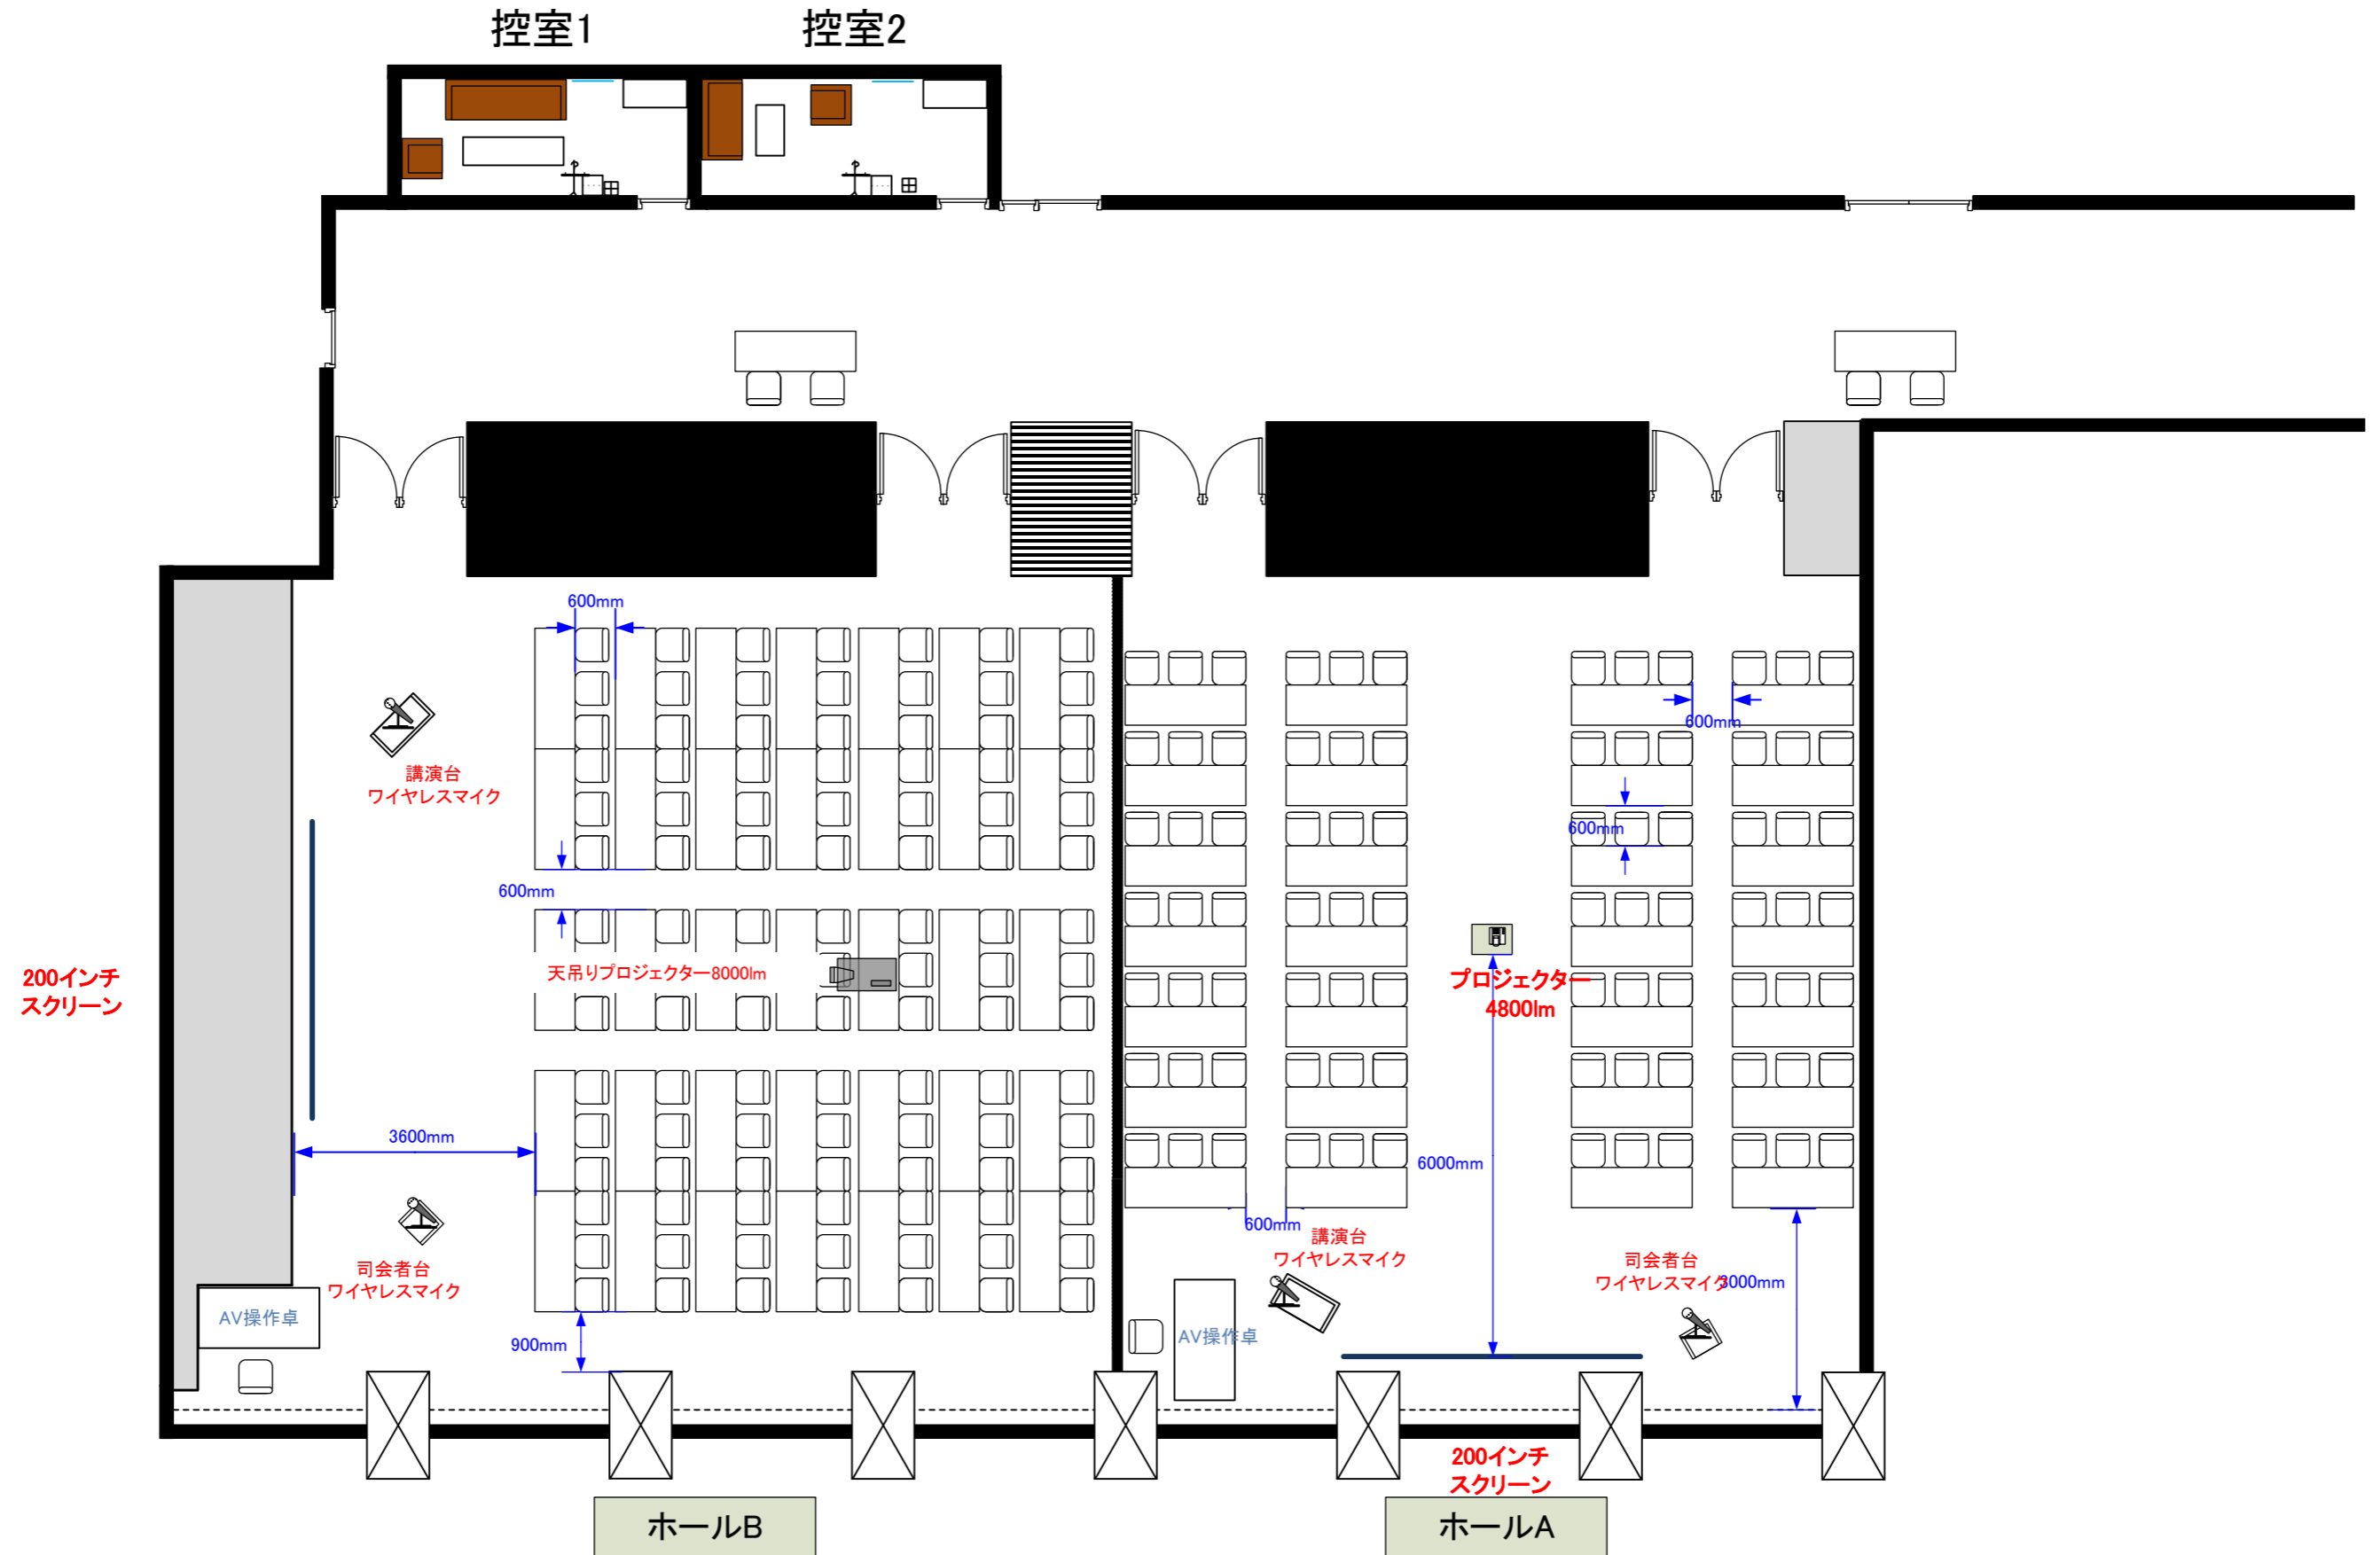 控室1
控室2
600mm
講演台
ワイヤレスマイク
600mm
天吊りプロジェクター8000lm
200インチ
スクリーン
3600mm
司会者台
ワイヤレスマイク
AV操作卓
900mm
600mm
600mm
プロジェクター
4800lm
6000mm
600mm
講演台
ワイヤレスマイク
司会者台
ワイヤレスマイク
3000mm
AV操作卓
200インチ
スクリーン
ホールB
ホールA